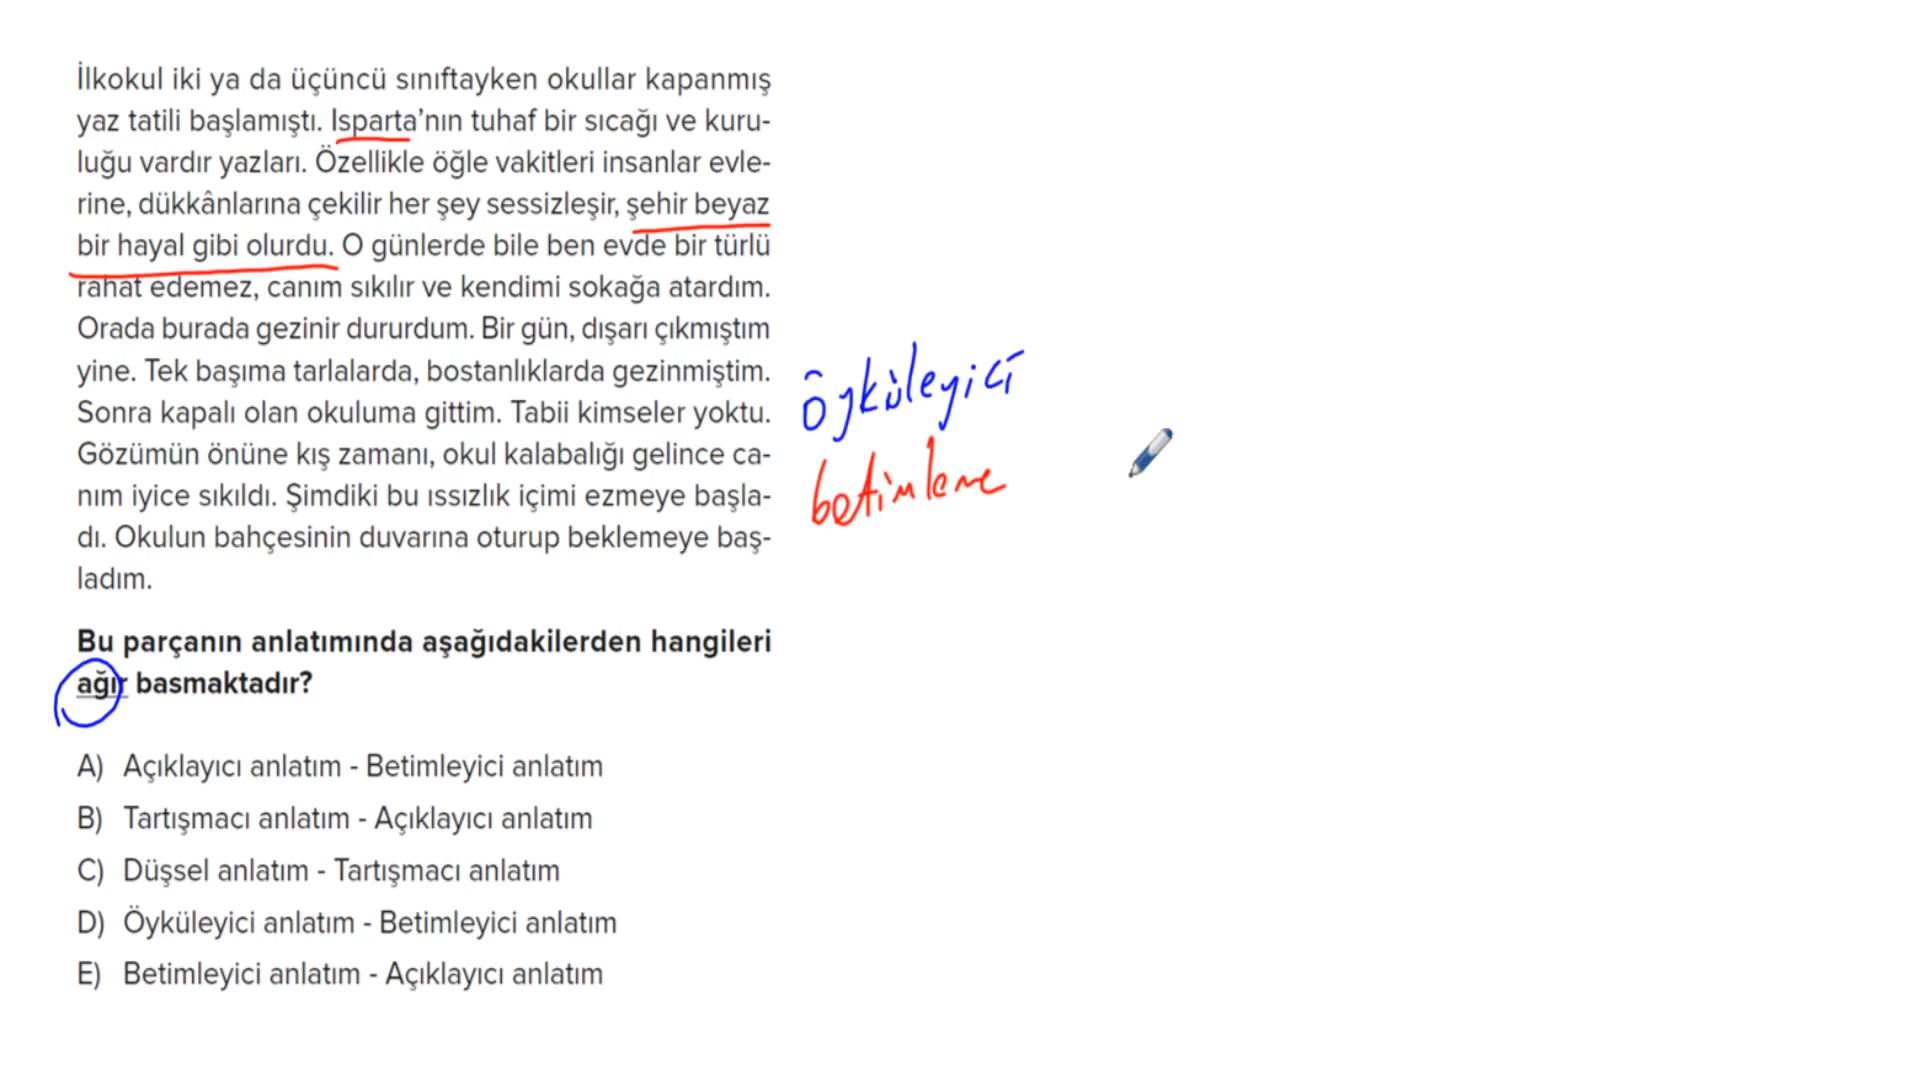 İlkokul iki ya da üçüncü sınıftayken okullar kapanmış
yaz tatili başlamıştı. Isparta’nın tuhaf bir sıcağı ve kuru-
luğu vardır yazları. Özellikle öğle vakitleri insanlar evle-
rine, dükkânlarına çekilir her şey sessizleşir, şehir beyaz
bir hayal gibi olurdu. O günlerde bile ben evde bir türlü
rahat edemez, canım sıkılır ve kendimi sokağa atardım.
Orada burada gezinir dururdum. Bir gün, dışarı çıkmıştım
yine. Tek başıma tarlalarda, bostanlıklarda gezinmiştim.
Sonra kapalı olan okuluma gittim. Tabii kimseler yoktu.
Gözümün önüne kış zamanı, okul kalabalığı gelince ca-
nım iyice sıkıldı. Şimdiki bu ıssızlık içimi ezmeye başla-
dı. Okulun bahçesinin duvarına oturup beklemeye baş-
ladım.
öyküleyici
betimleme
Bu parçanın anlatımında aşağıdakilerden hangileri
ağır basmaktadır?
A) Açıklayıcı anlatım - Betimleyici anlatım
B) Tartışmacı anlatım - Açıklayıcı anlatım
C) Düşsel anlatım - Tartışmacı anlatım
D) Öyküleyici anlatım - Betimleyici anlatım
E) Betimleyici anlatım - Açıklayıcı anlatım